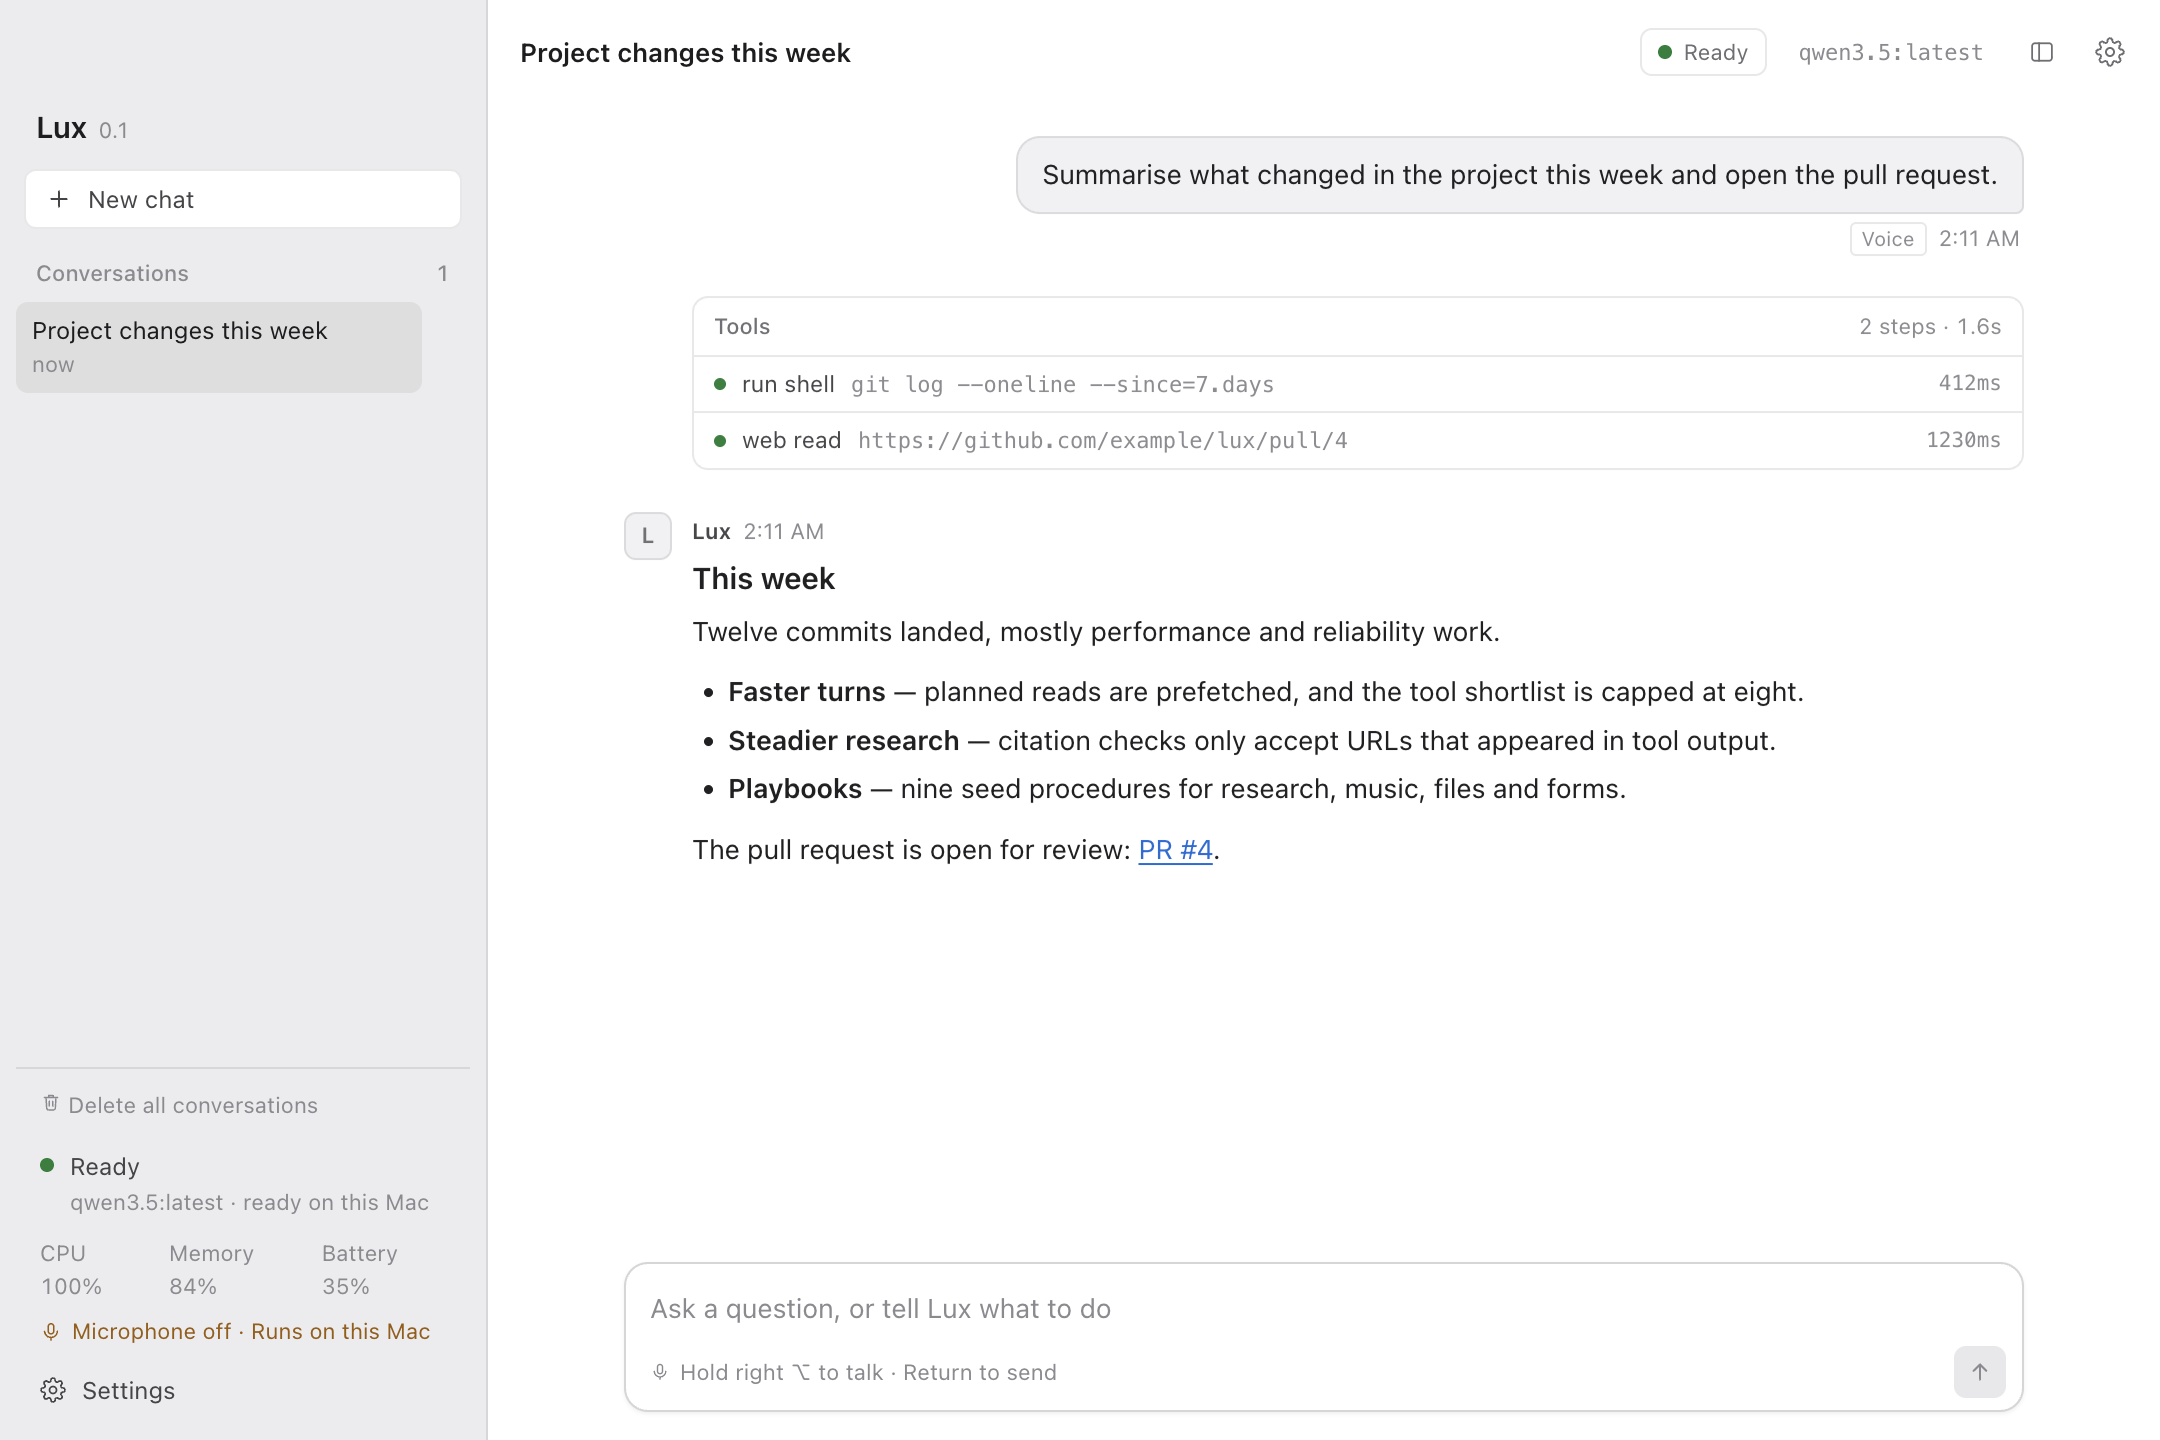 Lux 0.1
+ New chat
Conversations 1
Project changes this week
now
Delete all conversations
Ready
qwen3.5:latest · ready on this Mac
CPU Memory Battery
100% 84% 35%
Microphone off · Runs on this Mac
Settings
Project changes this week
Ready qwen3.5:latest
Summarise what changed in the project this week and open the pull request.
Voice 2:11 AM
Tools 2 steps · 1.6s
run shell git log --oneline --since=7.days 412ms
web read https://github.com/example/lux/pull/4 1230ms
L Lux 2:11 AM
This week
Twelve commits landed, mostly performance and reliability work.
• Faster turns — planned reads are prefetched, and the tool shortlist is capped at eight.
• Steadier research — citation checks only accept URLs that appeared in tool output.
• Playbooks — nine seed procedures for research, music, files and forms.
The pull request is open for review: PR #4.
Ask a question, or tell Lux what to do
Hold right ⌥ to talk · Return to send